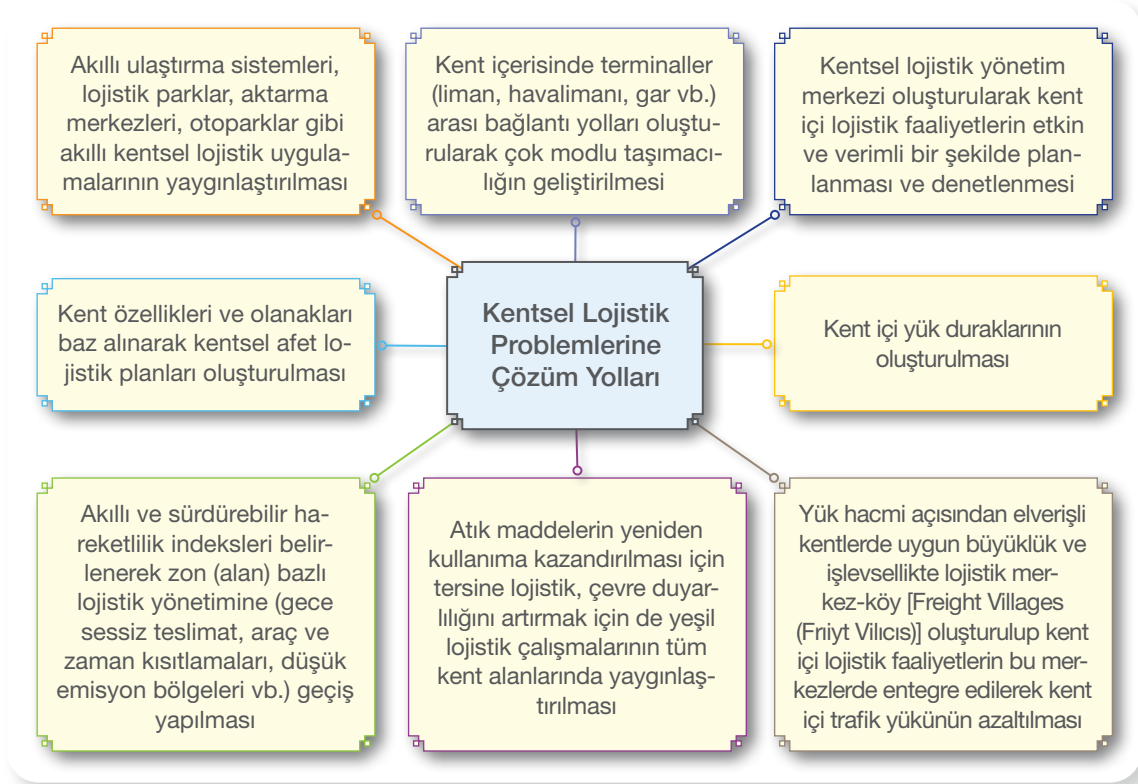 Akıllı ulaştırma sistemleri,
lojistik parklar, aktarma
merkezleri, otoparklar gibi
akıllı kentsel lojistik uygula-
malarının yaygınlaştırılması
Kent içerisinde terminaller
(liman, havalimanı, gar vb.)
arası bağlantı yolları oluştu-
rularak çok modlu taşımacı-
lığın geliştirilmesi
Kentsel lojistik yönetim
merkezi oluşturularak kent
içi lojistik faaliyetlerin etkin
ve verimli bir şekilde plan-
lanması ve denetlenmesi
Kent özellikleri ve olanakları
baz alınarak kentsel afet lo-
jistik planları oluşturulması
Kentsel Lojistik
Problemlerine
Çözüm Yolları
Kent içi yük duraklarının
oluşturulması
Akıllı ve sürdürebilir ha-
reketlilik indeksleri belir-
lenerek zon (alan) bazlı
lojistik yönetimine (gece
sessiz teslimat, araç ve
zaman kısıtlamaları, düşük
emisyon bölgeleri vb.) geçiş
yapılması
Atık maddelerin yeniden
kullanıma kazandırılması için
tersine lojistik, çevre duyar-
lılığını artırmak için de yeşil
lojistik çalışmalarının tüm
kent alanlarında yaygınlaş-
tırılması
Yük hacmi açısından elverişli
kentlerde uygun büyüklük ve
işlevsellikte lojistik mer-
kez-köy [Freight Villages
(Friiyt Vilıcıs)] oluşturulup kent
içi lojistik faaliyetlerin bu mer-
kezlerde entegre edilerek kent
içi trafik yükünün azaltılması